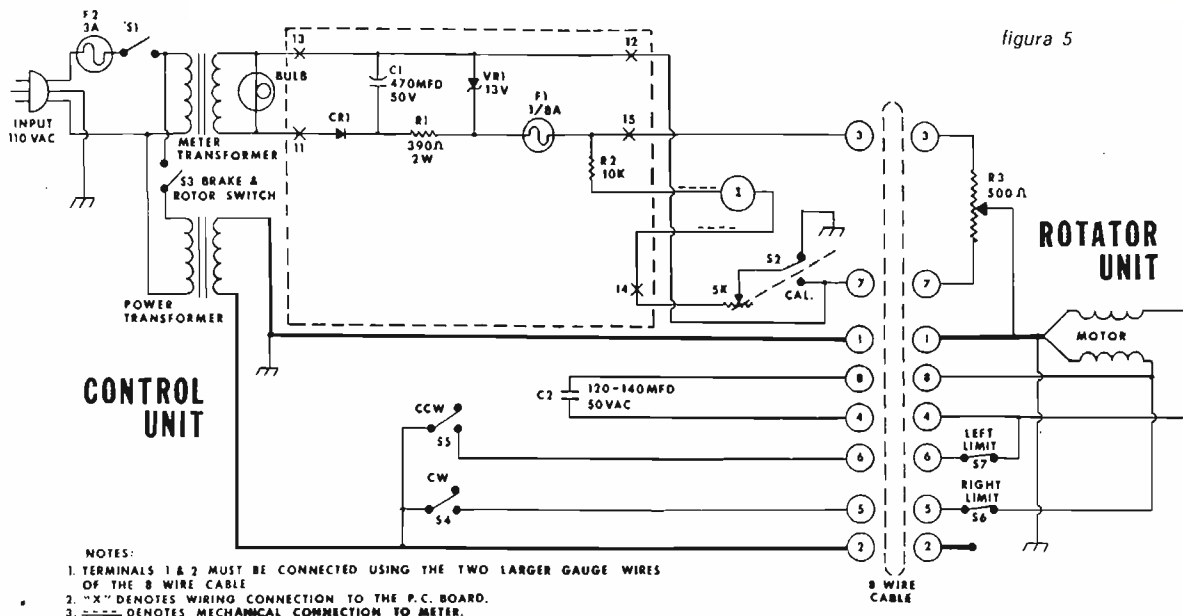 figura 5
F2
3A
S1
INPUT
110 VAC
METER
TRANSFORMER
BULB
13
11
12
15
14
C1
470MFD
50V
VR1
13V
CR1
R1
390Ω
2W
F1
1/8A
R2
10K
S3 BRAKE &
ROTOR SWITCH
POWER
TRANSFORMER
S2
5K
CAL.
CONTROL
UNIT
C2
120-140MFD
50VAC
CCW
S5
CW
S4
3
7
1
8
4
6
5
2
8 WIRE
CABLE
3
7
1
8
4
6
5
2
R3
500Ω
ROTATOR
UNIT
MOTOR
LEFT
LIMIT
S7
RIGHT
LIMIT
S6
NOTES:
1. TERMINALS 1 & 2 MUST BE CONNECTED USING THE TWO LARGER GAUGE WIRES
OF THE 8 WIRE CABLE
2. "X" DENOTES WIRING CONNECTION TO THE P.C. BOARD.
3. ---- DENOTES MECHANICAL CONNECTION TO METER.